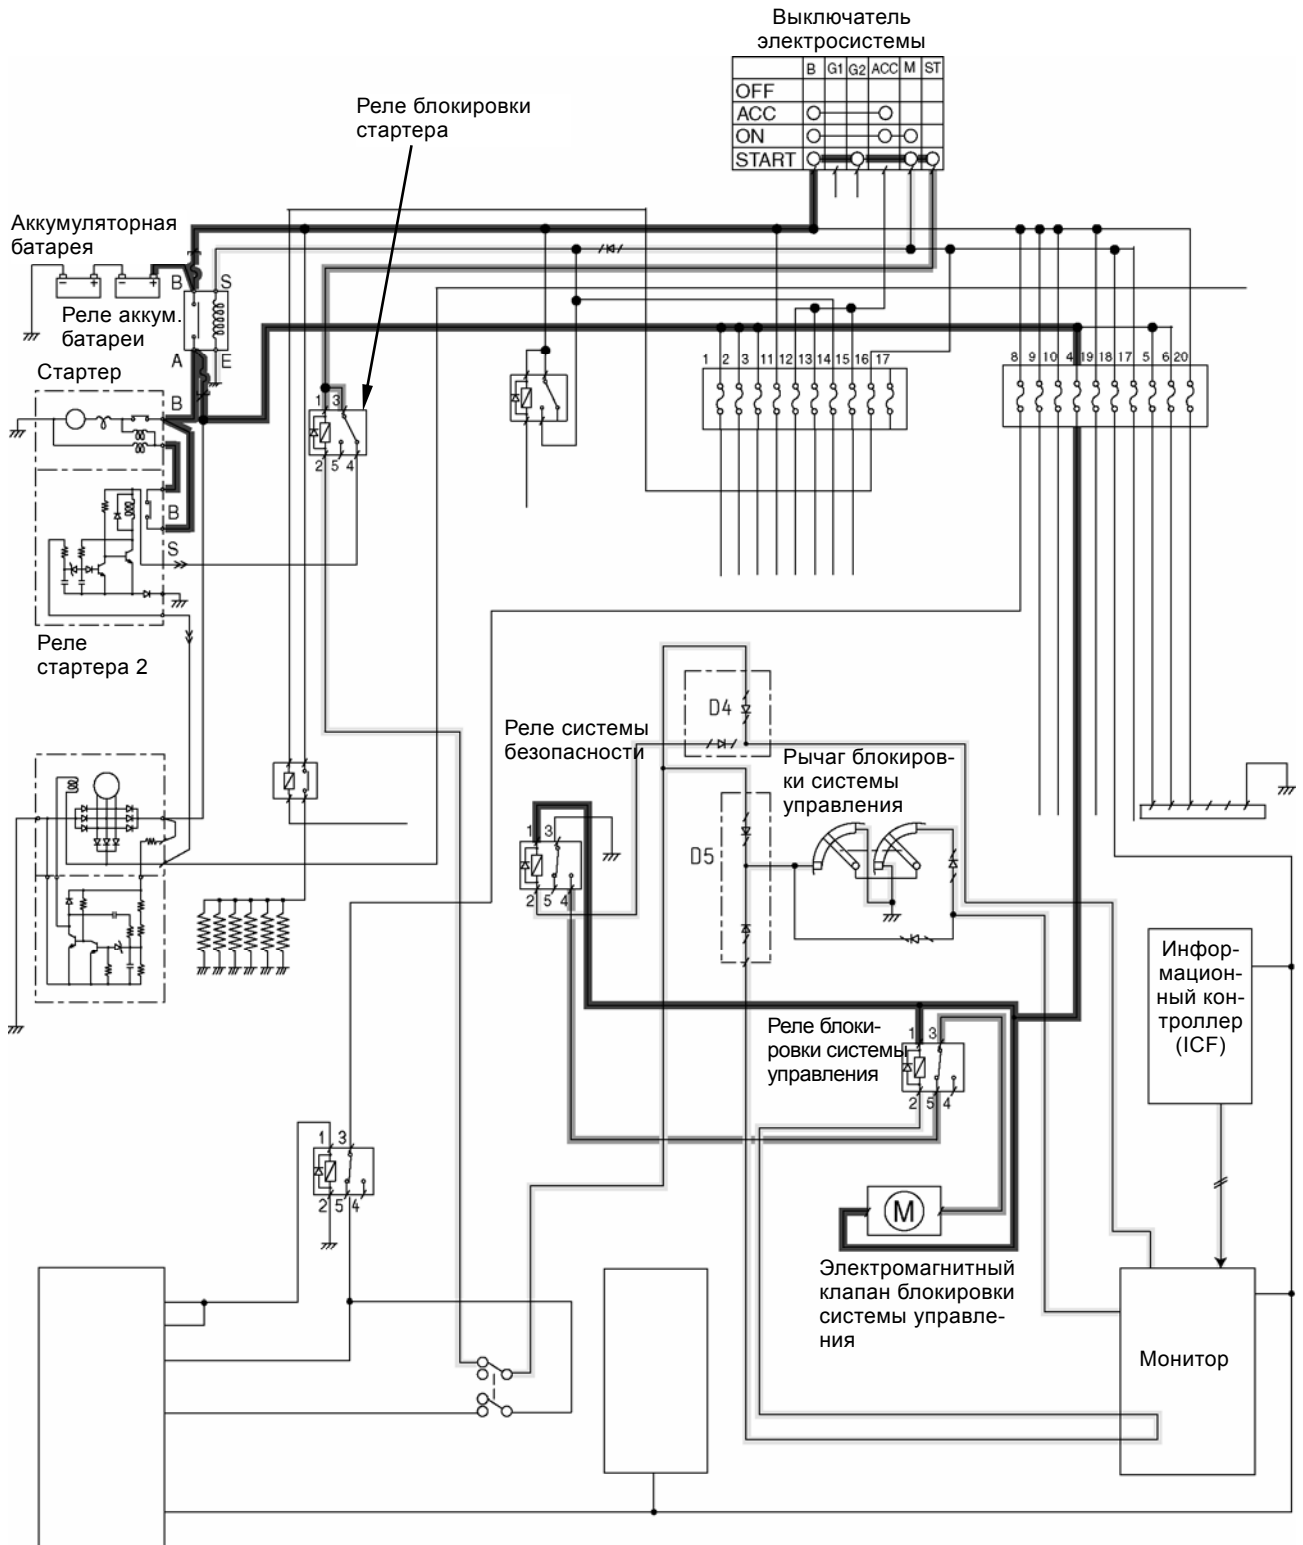 Выключатель
электросистемы
B G1 G2 ACC M ST
OFF
ACC
ON
START
Реле блокировки
стартера
Аккумуляторная
батарея
− + − +
B S
Реле аккум.
батареи
A E
Стартер
B
1 3
2 5 4
B
S
Реле
стартера 2
1 2 3 11 12 13 14 15 16 17
8 9 10 4 19 18 17 5 6 20
D4
Реле системы
безопасности
Рычаг блокиров-
ки системы
управления
1 3
D5
2 5 4
Инфор-
мацион-
ный кон-
троллер
(ICF)
Реле блоки-
ровки системы
управления
1 3
2 5 4
1 3
2 5 4
M
Электромагнитный
клапан блокировки
системы управле-
ния
Монитор